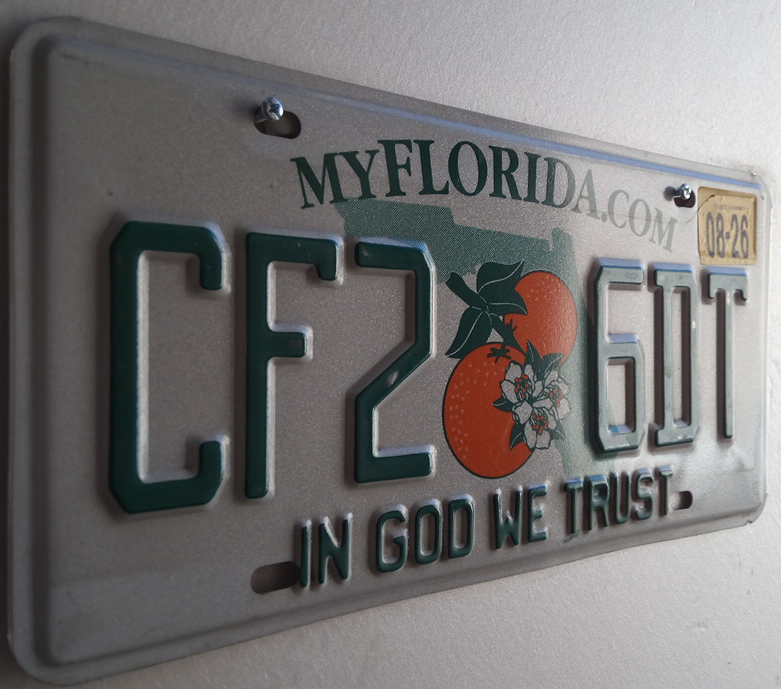 MYFLORIDA.COM
08-26
CF2 6DT
IN GOD WE TRUST